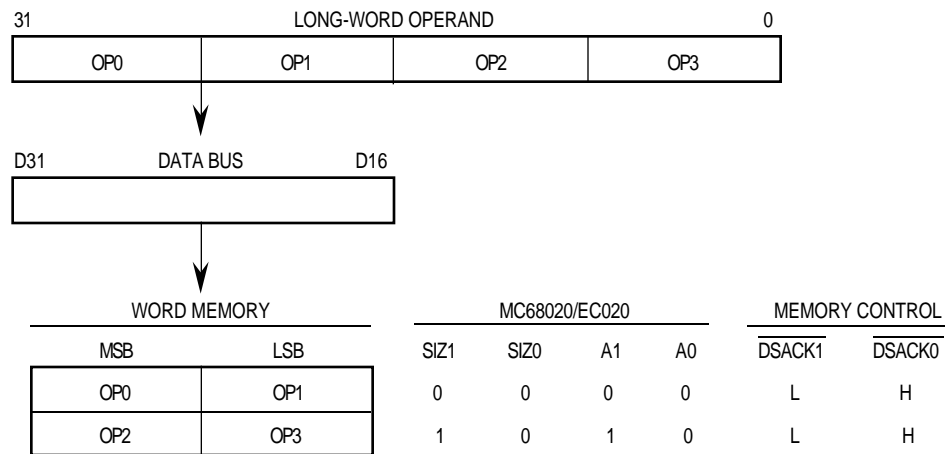 31 LONG-WORD OPERAND 0
OP0 OP1 OP2 OP3
D31 DATA BUS D16
WORD MEMORY MC68020/EC020 MEMORY CONTROL
MSB LSB SIZ1 SIZ0 A1 A0 DSACK1 DSACK0
OP0 OP1 0 0 0 0 L H
OP2 OP3 1 0 1 0 L H